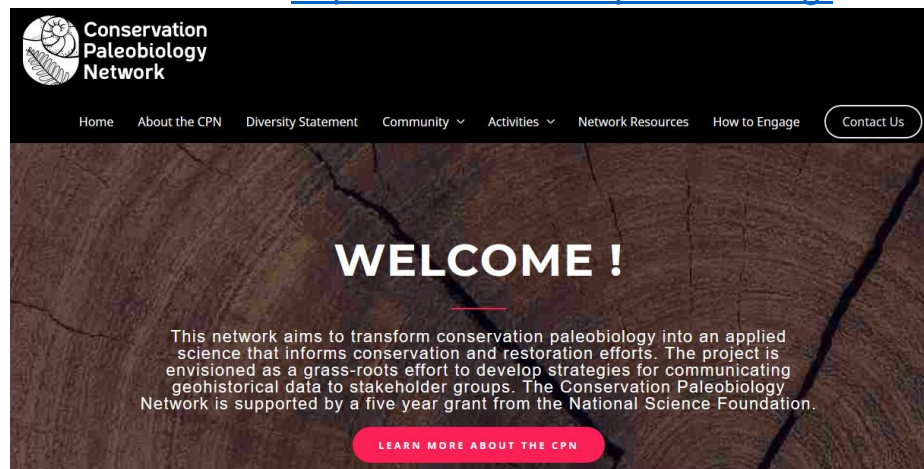 Conservation
Paleobiology
Network
Home About the CPN Diversity Statement Community Activities Network Resources How to Engage Contact Us
WELCOME !
This network aims to transform conservation paleobiology into an applied
science that informs conservation and restoration efforts. The project is
envisioned as a grass-roots effort to develop strategies for communicating
geohistorical data to stakeholder groups. The Conservation Paleobiology
Network is supported by a five year grant from the National Science Foundation.
LEARN MORE ABOUT THE CPN